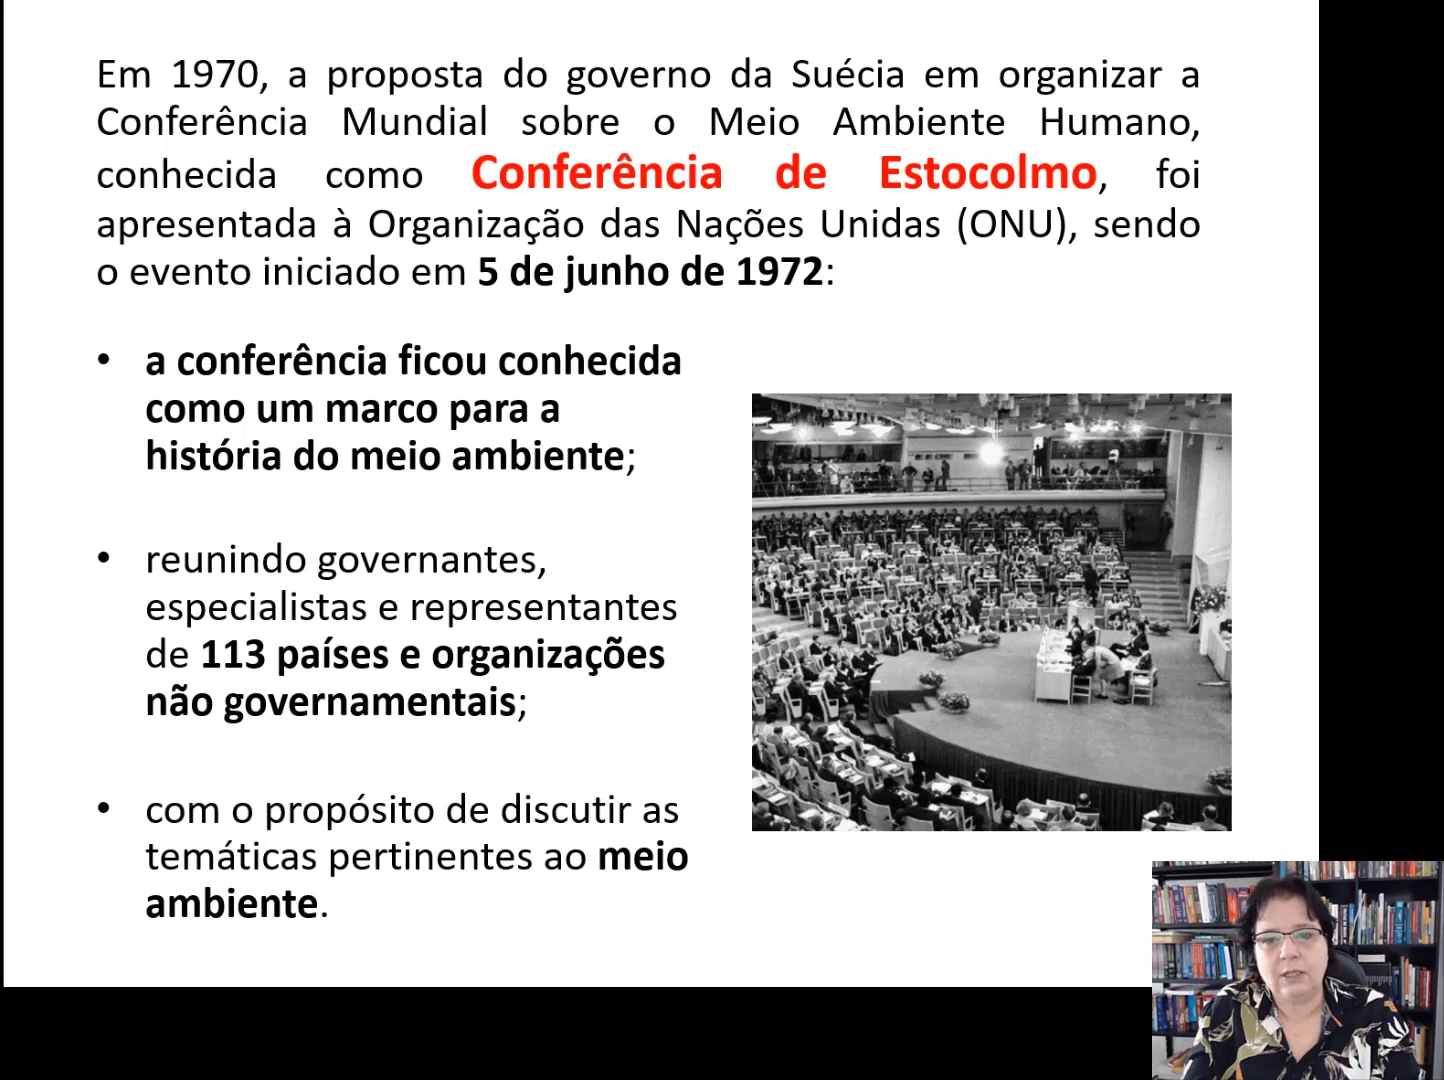 Em 1970, a proposta do governo da Suécia em organizar a
Conferência Mundial sobre o Meio Ambiente Humano,
conhecida como Conferência de Estocolmo, foi
apresentada à Organização das Nações Unidas (ONU), sendo
o evento iniciado em 5 de junho de 1972:
• a conferência ficou conhecida
como um marco para a
história do meio ambiente;
• reunindo governantes,
especialistas e representantes
de 113 países e organizações
não governamentais;
• com o propósito de discutir as
temáticas pertinentes ao meio
ambiente.